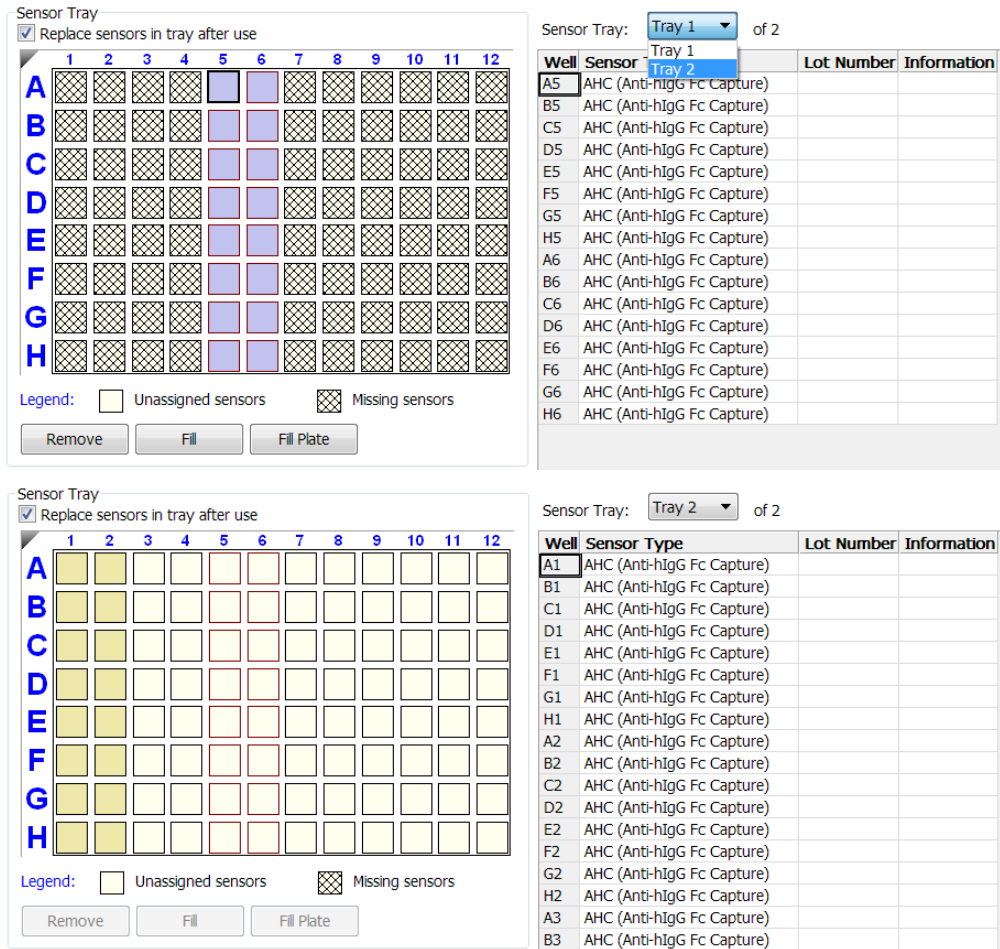 Sensor Tray
Replace sensors in tray after use
1 2 3 4 5 6 7 8 9 10 11 12
A
B
C
D
E
F
G
H
Legend: Unassigned sensors Missing sensors
Remove Fill Fill Plate
Sensor Tray: Tray 1 of 2
Tray 1
Tray 2
Well Sensor Lot Number Information
A5 AHC (Anti-hIgG Fc Capture)
B5 AHC (Anti-hIgG Fc Capture)
C5 AHC (Anti-hIgG Fc Capture)
D5 AHC (Anti-hIgG Fc Capture)
E5 AHC (Anti-hIgG Fc Capture)
F5 AHC (Anti-hIgG Fc Capture)
G5 AHC (Anti-hIgG Fc Capture)
H5 AHC (Anti-hIgG Fc Capture)
A6 AHC (Anti-hIgG Fc Capture)
B6 AHC (Anti-hIgG Fc Capture)
C6 AHC (Anti-hIgG Fc Capture)
D6 AHC (Anti-hIgG Fc Capture)
E6 AHC (Anti-hIgG Fc Capture)
F6 AHC (Anti-hIgG Fc Capture)
G6 AHC (Anti-hIgG Fc Capture)
H6 AHC (Anti-hIgG Fc Capture)
Sensor Tray
Replace sensors in tray after use
1 2 3 4 5 6 7 8 9 10 11 12
A
B
C
D
E
F
G
H
Legend: Unassigned sensors Missing sensors
Remove Fill Fill Plate
Sensor Tray: Tray 2 of 2
Well Sensor Type Lot Number Information
A1 AHC (Anti-hIgG Fc Capture)
B1 AHC (Anti-hIgG Fc Capture)
C1 AHC (Anti-hIgG Fc Capture)
D1 AHC (Anti-hIgG Fc Capture)
E1 AHC (Anti-hIgG Fc Capture)
F1 AHC (Anti-hIgG Fc Capture)
G1 AHC (Anti-hIgG Fc Capture)
H1 AHC (Anti-hIgG Fc Capture)
A2 AHC (Anti-hIgG Fc Capture)
B2 AHC (Anti-hIgG Fc Capture)
C2 AHC (Anti-hIgG Fc Capture)
D2 AHC (Anti-hIgG Fc Capture)
E2 AHC (Anti-hIgG Fc Capture)
F2 AHC (Anti-hIgG Fc Capture)
G2 AHC (Anti-hIgG Fc Capture)
H2 AHC (Anti-hIgG Fc Capture)
A3 AHC (Anti-hIgG Fc Capture)
B3 AHC (Anti-hIgG Fc Capture)